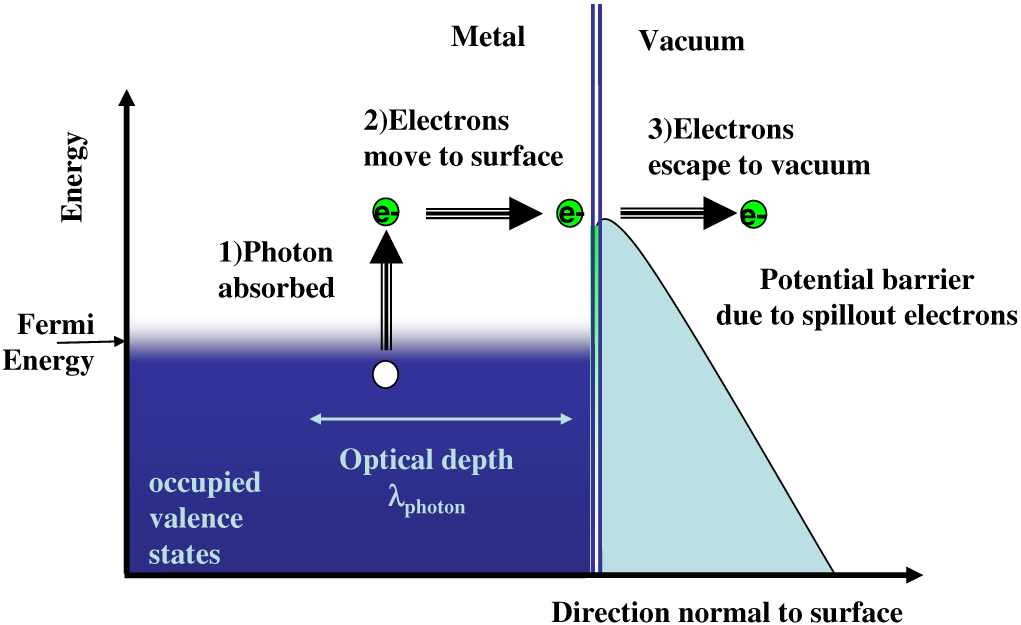 Metal
Vacuum
Energy
2)Electrons
move to surface
3)Electrons
escape to vacuum
e-
e-
e-
1)Photon
absorbed
Potential barrier
due to spillout electrons
Fermi
Energy
Optical depth
λphoton
occupied
valence
states
Direction normal to surface